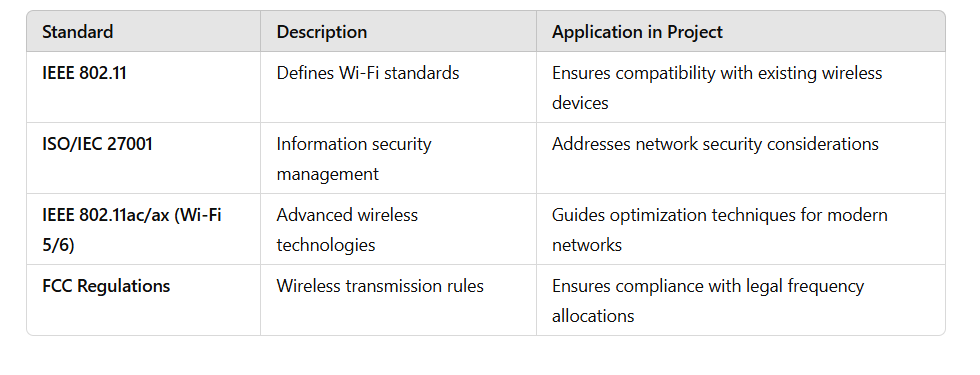 Standard Description Application in Project
IEEE 802.11 Defines Wi-Fi standards Ensures compatibility with existing wireless
devices
ISO/IEC 27001 Information security Addresses network security considerations
management
IEEE 802.11ac/ax (Wi-Fi Advanced wireless Guides optimization techniques for modern
5/6) technologies networks
FCC Regulations Wireless transmission rules Ensures compliance with legal frequency
allocations